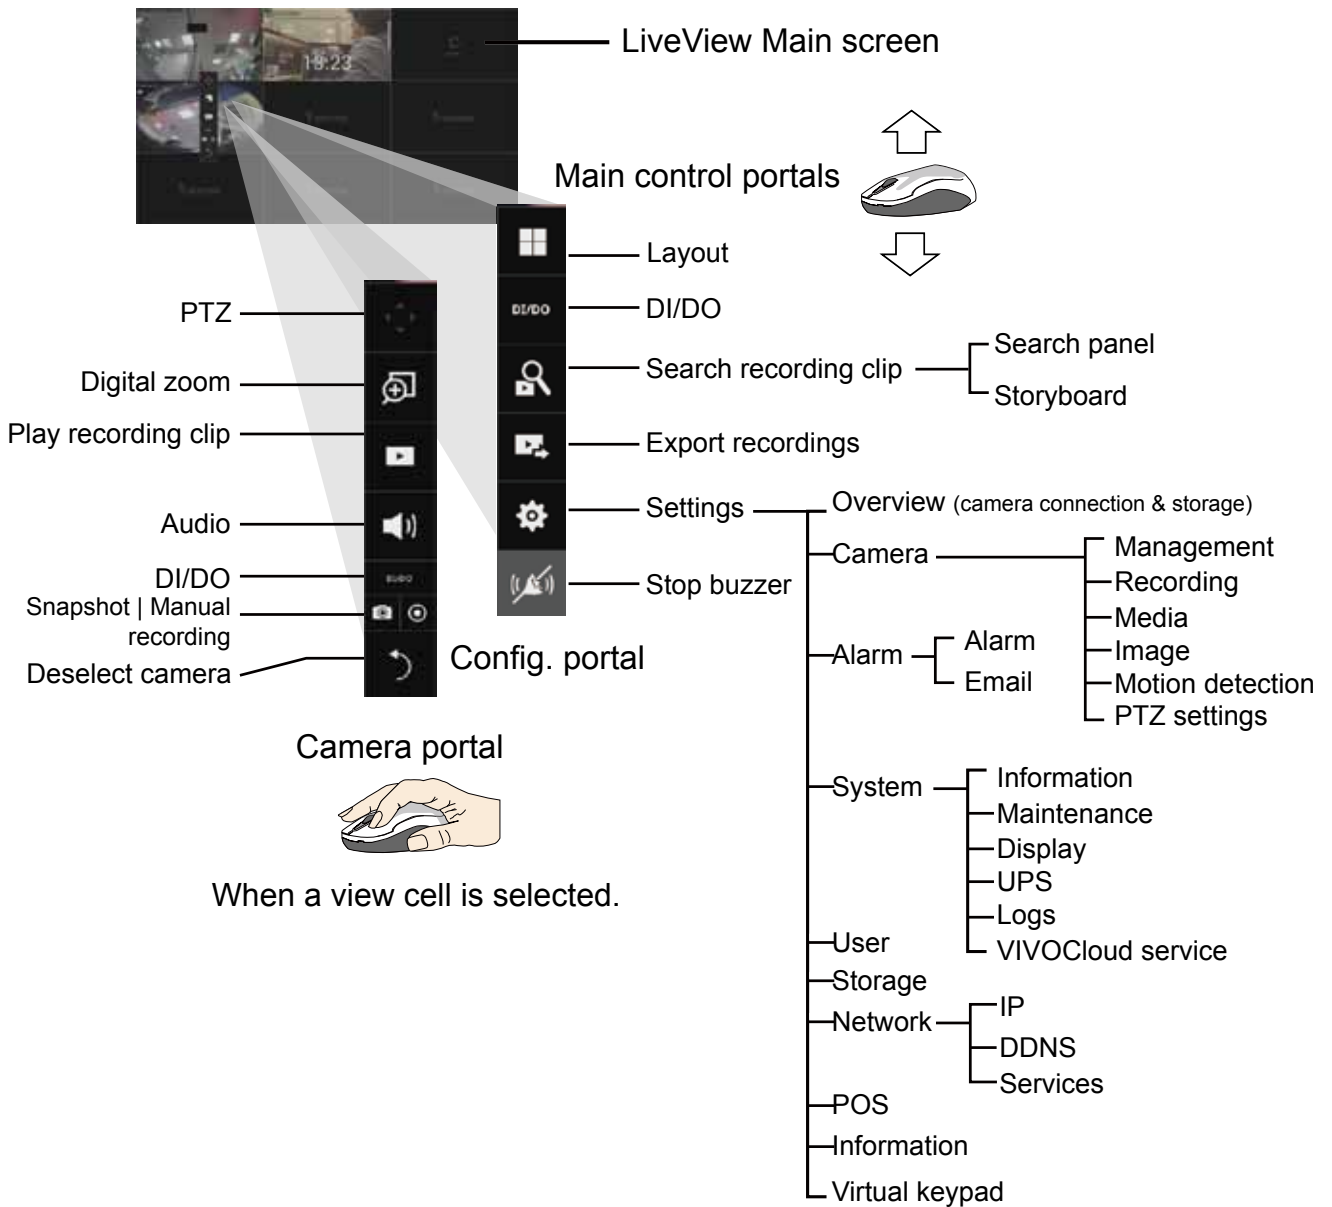 LiveView Main screen
19:23
Main control portals
Layout
DI/DO
DI/DO
Search recording clip
Search panel
Storyboard
Export recordings
Settings
Stop buzzer
Config. portal
PTZ
Digital zoom
Play recording clip
Audio
DI/DO
DI/DO
Snapshot | Manual
recording
Deselect camera
Camera portal
When a view cell is selected.
Overview (camera connection & storage)
Camera
Management
Recording
Media
Image
Motion detection
PTZ settings
Alarm
Alarm
Email
System
Information
Maintenance
Display
UPS
Logs
VIVOCloud service
User
Storage
Network
IP
DDNS
Services
POS
Information
Virtual keypad